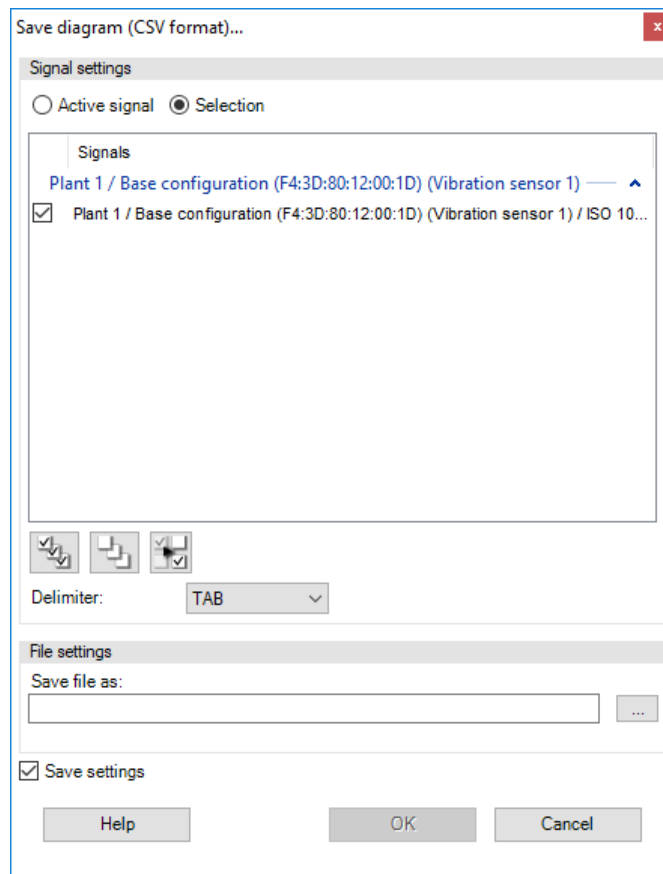 Save diagram (CSV format)...
x
Signal settings
Active signal Selection
Signals
Plant 1 / Base configuration (F4:3D:80:12:00:1D) (Vibration sensor 1)
Plant 1 / Base configuration (F4:3D:80:12:00:1D) (Vibration sensor 1) / ISO 10...
Delimiter: TAB
File settings
Save file as:
...
Save settings
Help OK Cancel